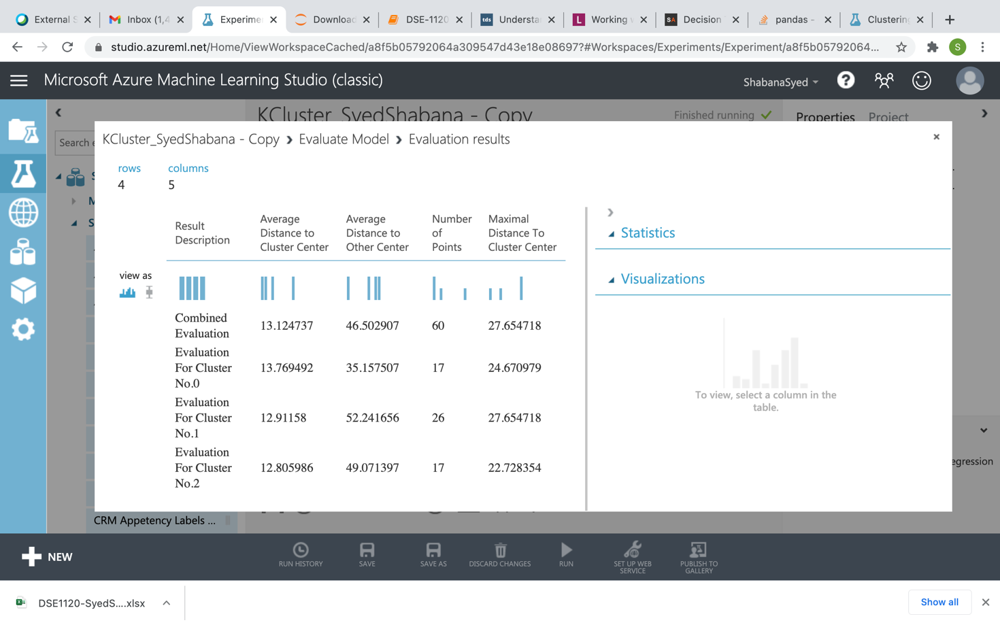 External S
Inbox (1,4
Experimen
Download
DSE-1120
tds
Understa
L
Working
SA
Decision
pandas -
Clustering
studio.azureml.net/Home/ViewWorkspaceCached/a8f5b05792064a309547d43e18e08697?#Workspaces/Experiments/Experiment/a8f5b05792064...
S
Microsoft Azure Machine Learning Studio (classic)
ShabanaSyed
?
KCluster_SyedShabana - Copy
Finished running
Properties Project
Search e
KCluster_SyedShabana - Copy › Evaluate Model › Evaluation results
rows columns
4 5
Result Description
Average Distance to Cluster Center
Average Distance to Other Center
Number of Points
Maximal Distance To Cluster Center
view as
Combined Evaluation 13.124737 46.502907 60 27.654718
Evaluation For Cluster No.0 13.769492 35.157507 17 24.670979
Evaluation For Cluster No.1 12.91158 52.241656 26 27.654718
Evaluation For Cluster No.2 12.805986 49.071397 17 22.728354
Statistics
Visualizations
To view, select a column in the
table.
egression
CRM Appetency Labels ...
NEW
RUN HISTORY
SAVE
SAVE AS
DISCARD CHANGES
RUN
SET UP WEB SERVICE
PUBLISH TO GALLERY
DSE1120-SyedS....xlsx
Show all